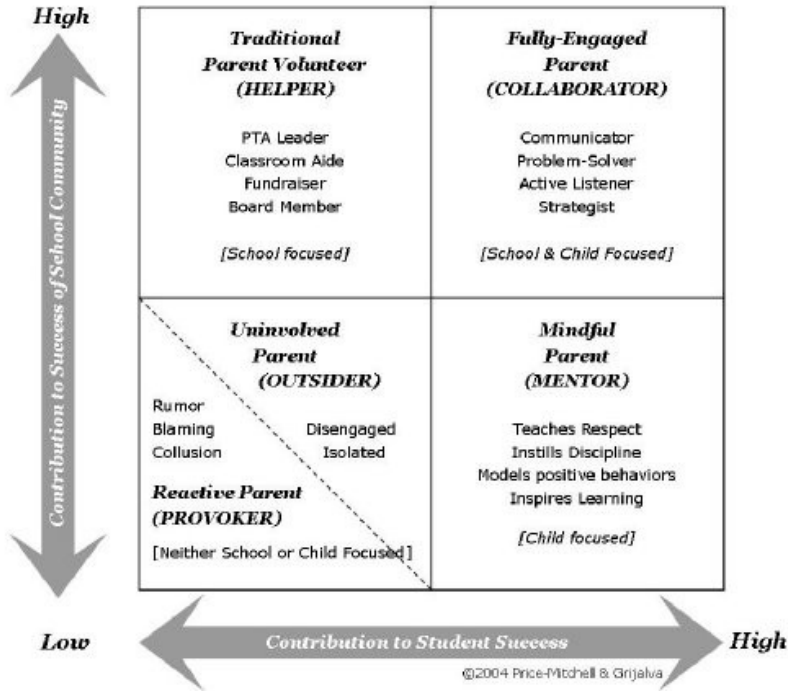 High
Contribution to Success of School Community
Traditional
Parent Volunteer
(HELPER)
PTA Leader
Classroom Aide
Fundraiser
Board Member
[School focused]
Fully-Engaged
Parent
(COLLABORATOR)
Communicator
Problem-Solver
Active Listener
Strategist
[School & Child Focused]
Uninvolved
Parent
(OUTSIDER)
Disengaged
Isolated
Rumor
Blaming
Collusion
Reactive Parent
(PROVOKER)
[Neither School or Child Focused]
Mindful
Parent
(MENTOR)
Teaches Respect
Instills Discipline
Models positive behaviors
Inspires Learning
[Child focused]
Low
Contribution to Student Success
High
©2004 Price-Mitchell & Grijalva